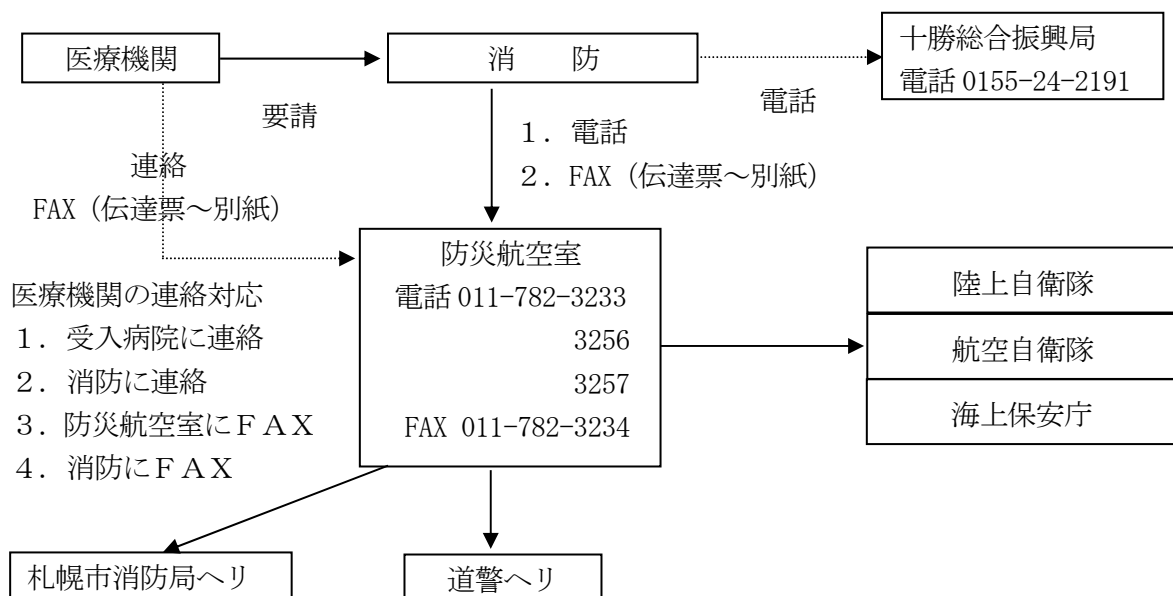 医療機関
消　　防
十勝総合振興局
電話 0155-24-2191
要請
電話
１．電話
２．FAX（伝達票～別紙）
連絡
FAX（伝達票～別紙）
防災航空室
電話 011-782-3233
3256
3257
FAX 011-782-3234
医療機関の連絡対応
１．受入病院に連絡
２．消防に連絡
３．防災航空室にＦＡＸ
４．消防にＦＡＸ
陸上自衛隊
航空自衛隊
海上保安庁
札幌市消防局ヘリ
道警ヘリ